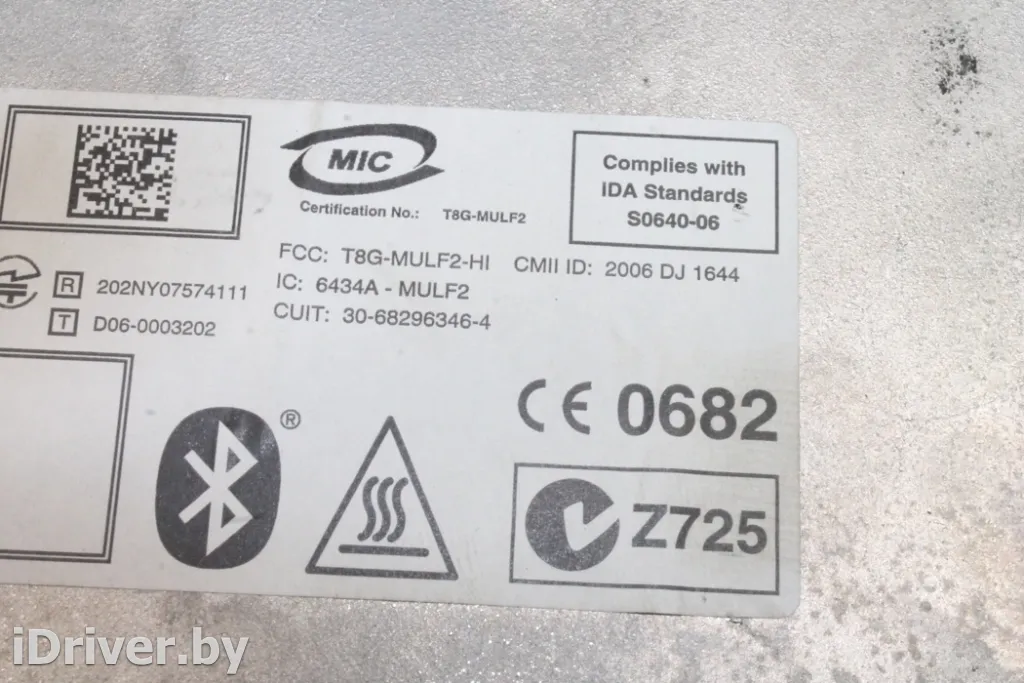 MIC
Certification No.: T8G-MULF2
Complies with
IDA Standards
S0640-06
FCC: T8G-MULF2-HI CMII ID: 2006 DJ 1644
IC: 6434A - MULF2
CUIT: 30-68296346-4
R 202NY07574111
T D06-0003202
CE 0682
®
Z725
iDriver.by